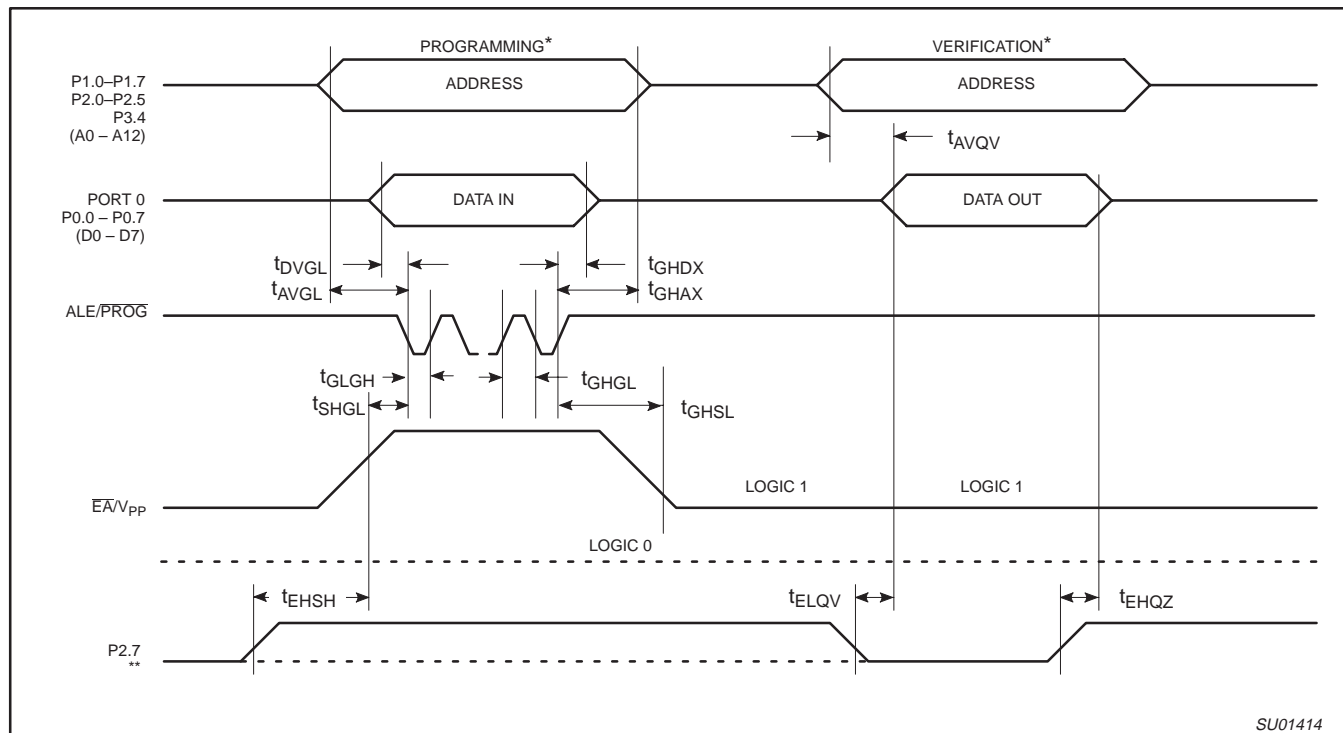 PROGRAMMING*
VERIFICATION*
P1.0–P1.7
P2.0–P2.5
P3.4
(A0 – A12)
ADDRESS
ADDRESS
tAVQV
PORT 0
P0.0 – P0.7
(D0 – D7)
DATA IN
DATA OUT
tDVGL
tGHDX
tAVGL
tGHAX
ALE/PROG
tGLGH
tGHGL
tSHGL
tGHSL
EA/VPP
LOGIC 1
LOGIC 1
LOGIC 0
tEHSH
tELQV
tEHQZ
P2.7
**
SU01414